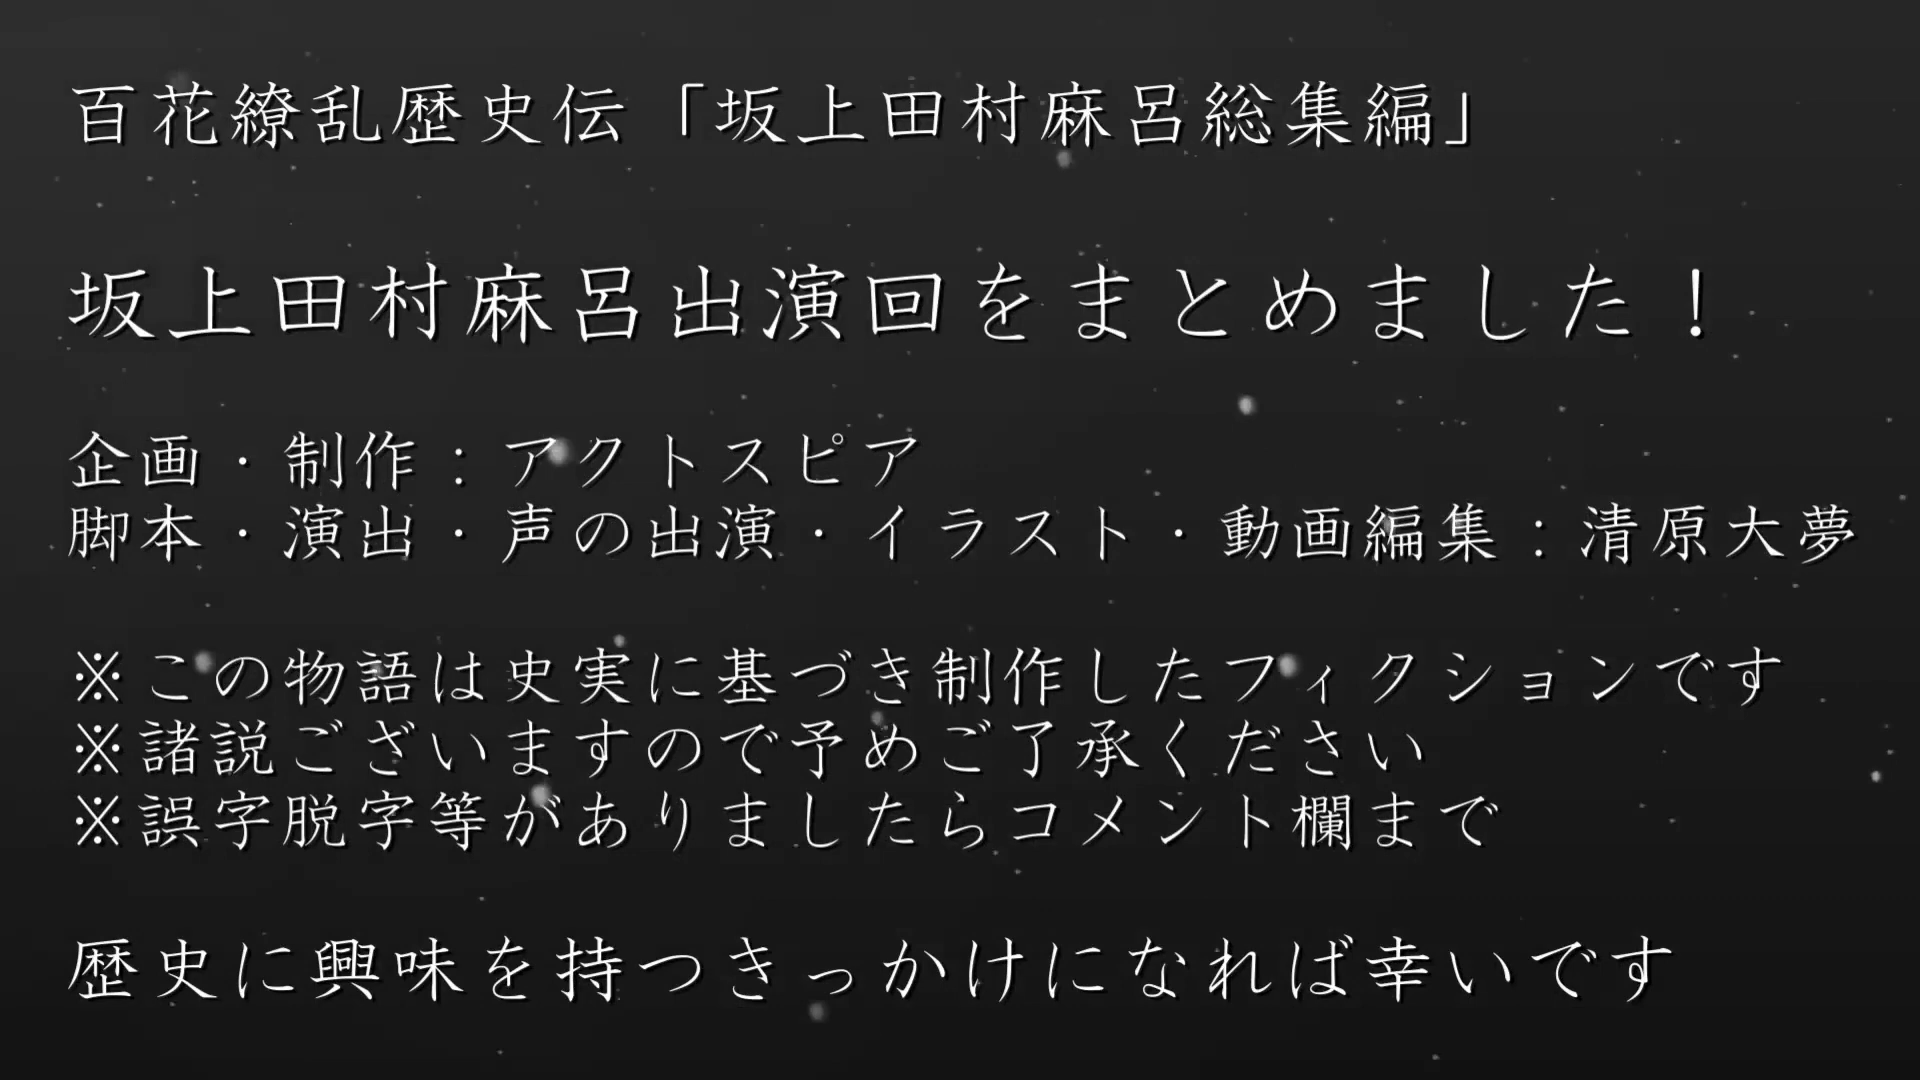 百花繚乱歴史伝「坂上田村麻呂総集編」
坂上田村麻呂出演回をまとめました！
企画・制作：アクトスピア
脚本・演出・声の出演・イラスト・動画編集：清原大夢
※この物語は史実に基づき制作したフィクションです
※諸説ございますので予めご了承ください
※誤字脱字等がありましたらコメント欄まで
歴史に興味を持つきっかけになれば幸いです